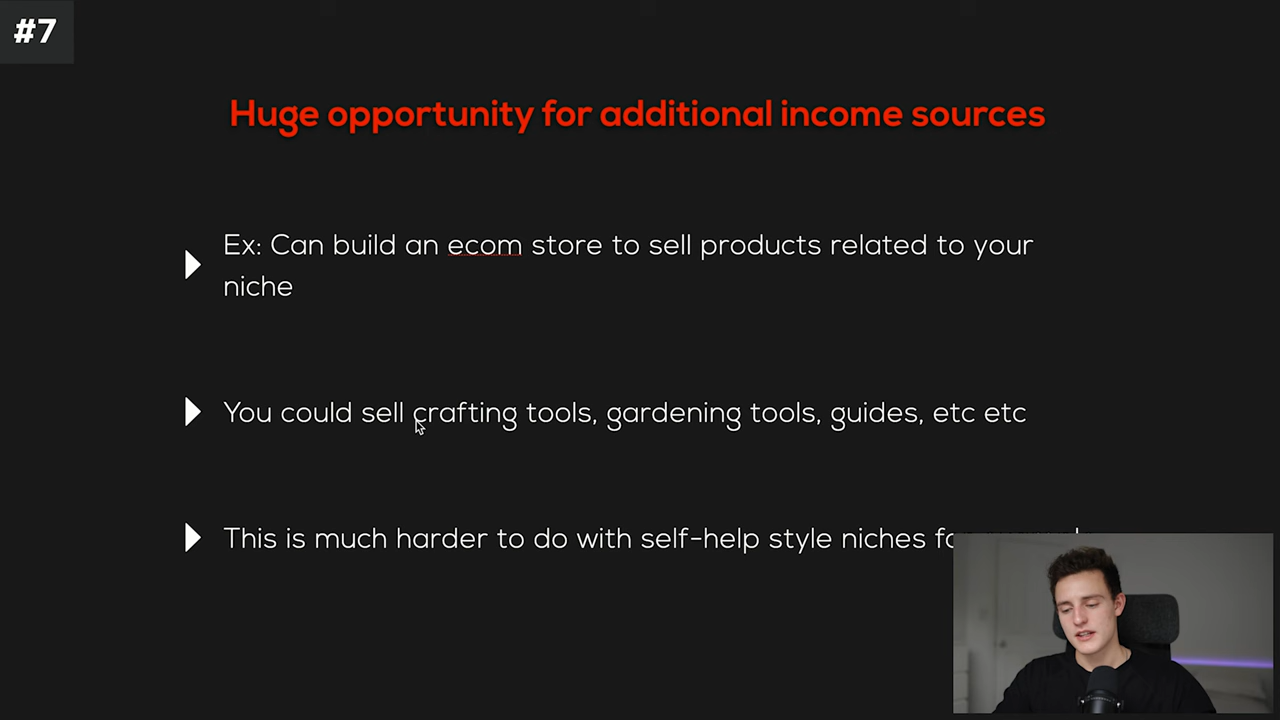 #7
Huge opportunity for additional income sources
Ex: Can build an ecom store to sell products related to your
niche
You could sell crafting tools, gardening tools, guides, etc etc
This is much harder to do with self-help style niches